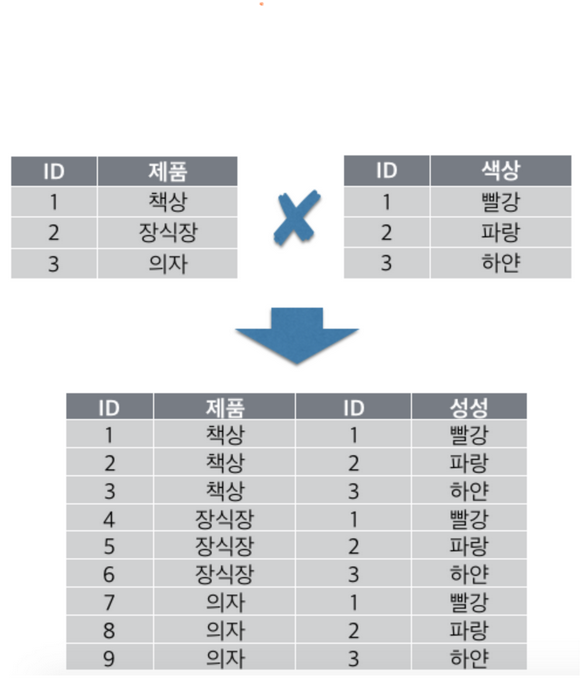 ID 제품
1 책상
2 장식장
3 의자
ID 색상
1 빨강
2 파랑
3 하얀
ID 제품 ID 성성
1 책상 1 빨강
2 책상 2 파랑
3 책상 3 하얀
4 장식장 1 빨강
5 장식장 2 파랑
6 장식장 3 하얀
7 의자 1 빨강
8 의자 2 파랑
9 의자 3 하얀